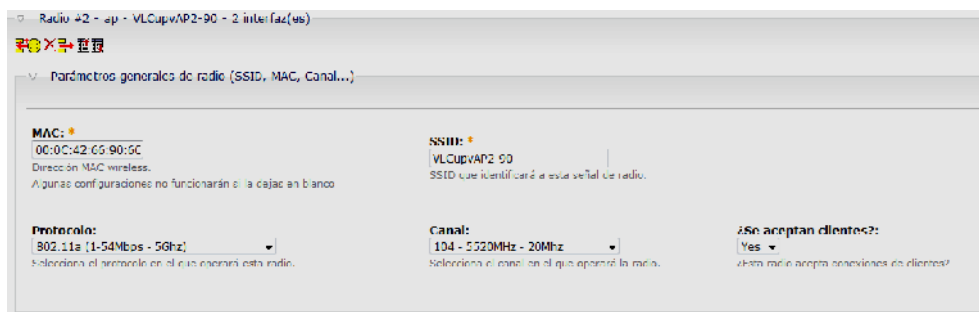 Radio #2 - ap - VLCupvAP2-90 - 2 interfaz(es)
Parámetros generales de radio (SSID, MAC, Canal...)
MAC: *
00:0C:42:66:90:6C
Dirección MAC wireless.
Algunas configuraciones no funcionarán si la dejas en blanco
SSID: *
VLCupvAP2-90
SSID que identificará a esta señal de radio.
Protocolo:
802.11a (1-54Mbps - 5Ghz)
Selecciona el protocolo en el que operará esta radio.
Canal:
104 - 5520MHz - 20Mhz
Selecciona el canal en el que operará la radio.
¿Se aceptan clientes?:
Yes
¿Esta radio acepta conexiones de clientes?